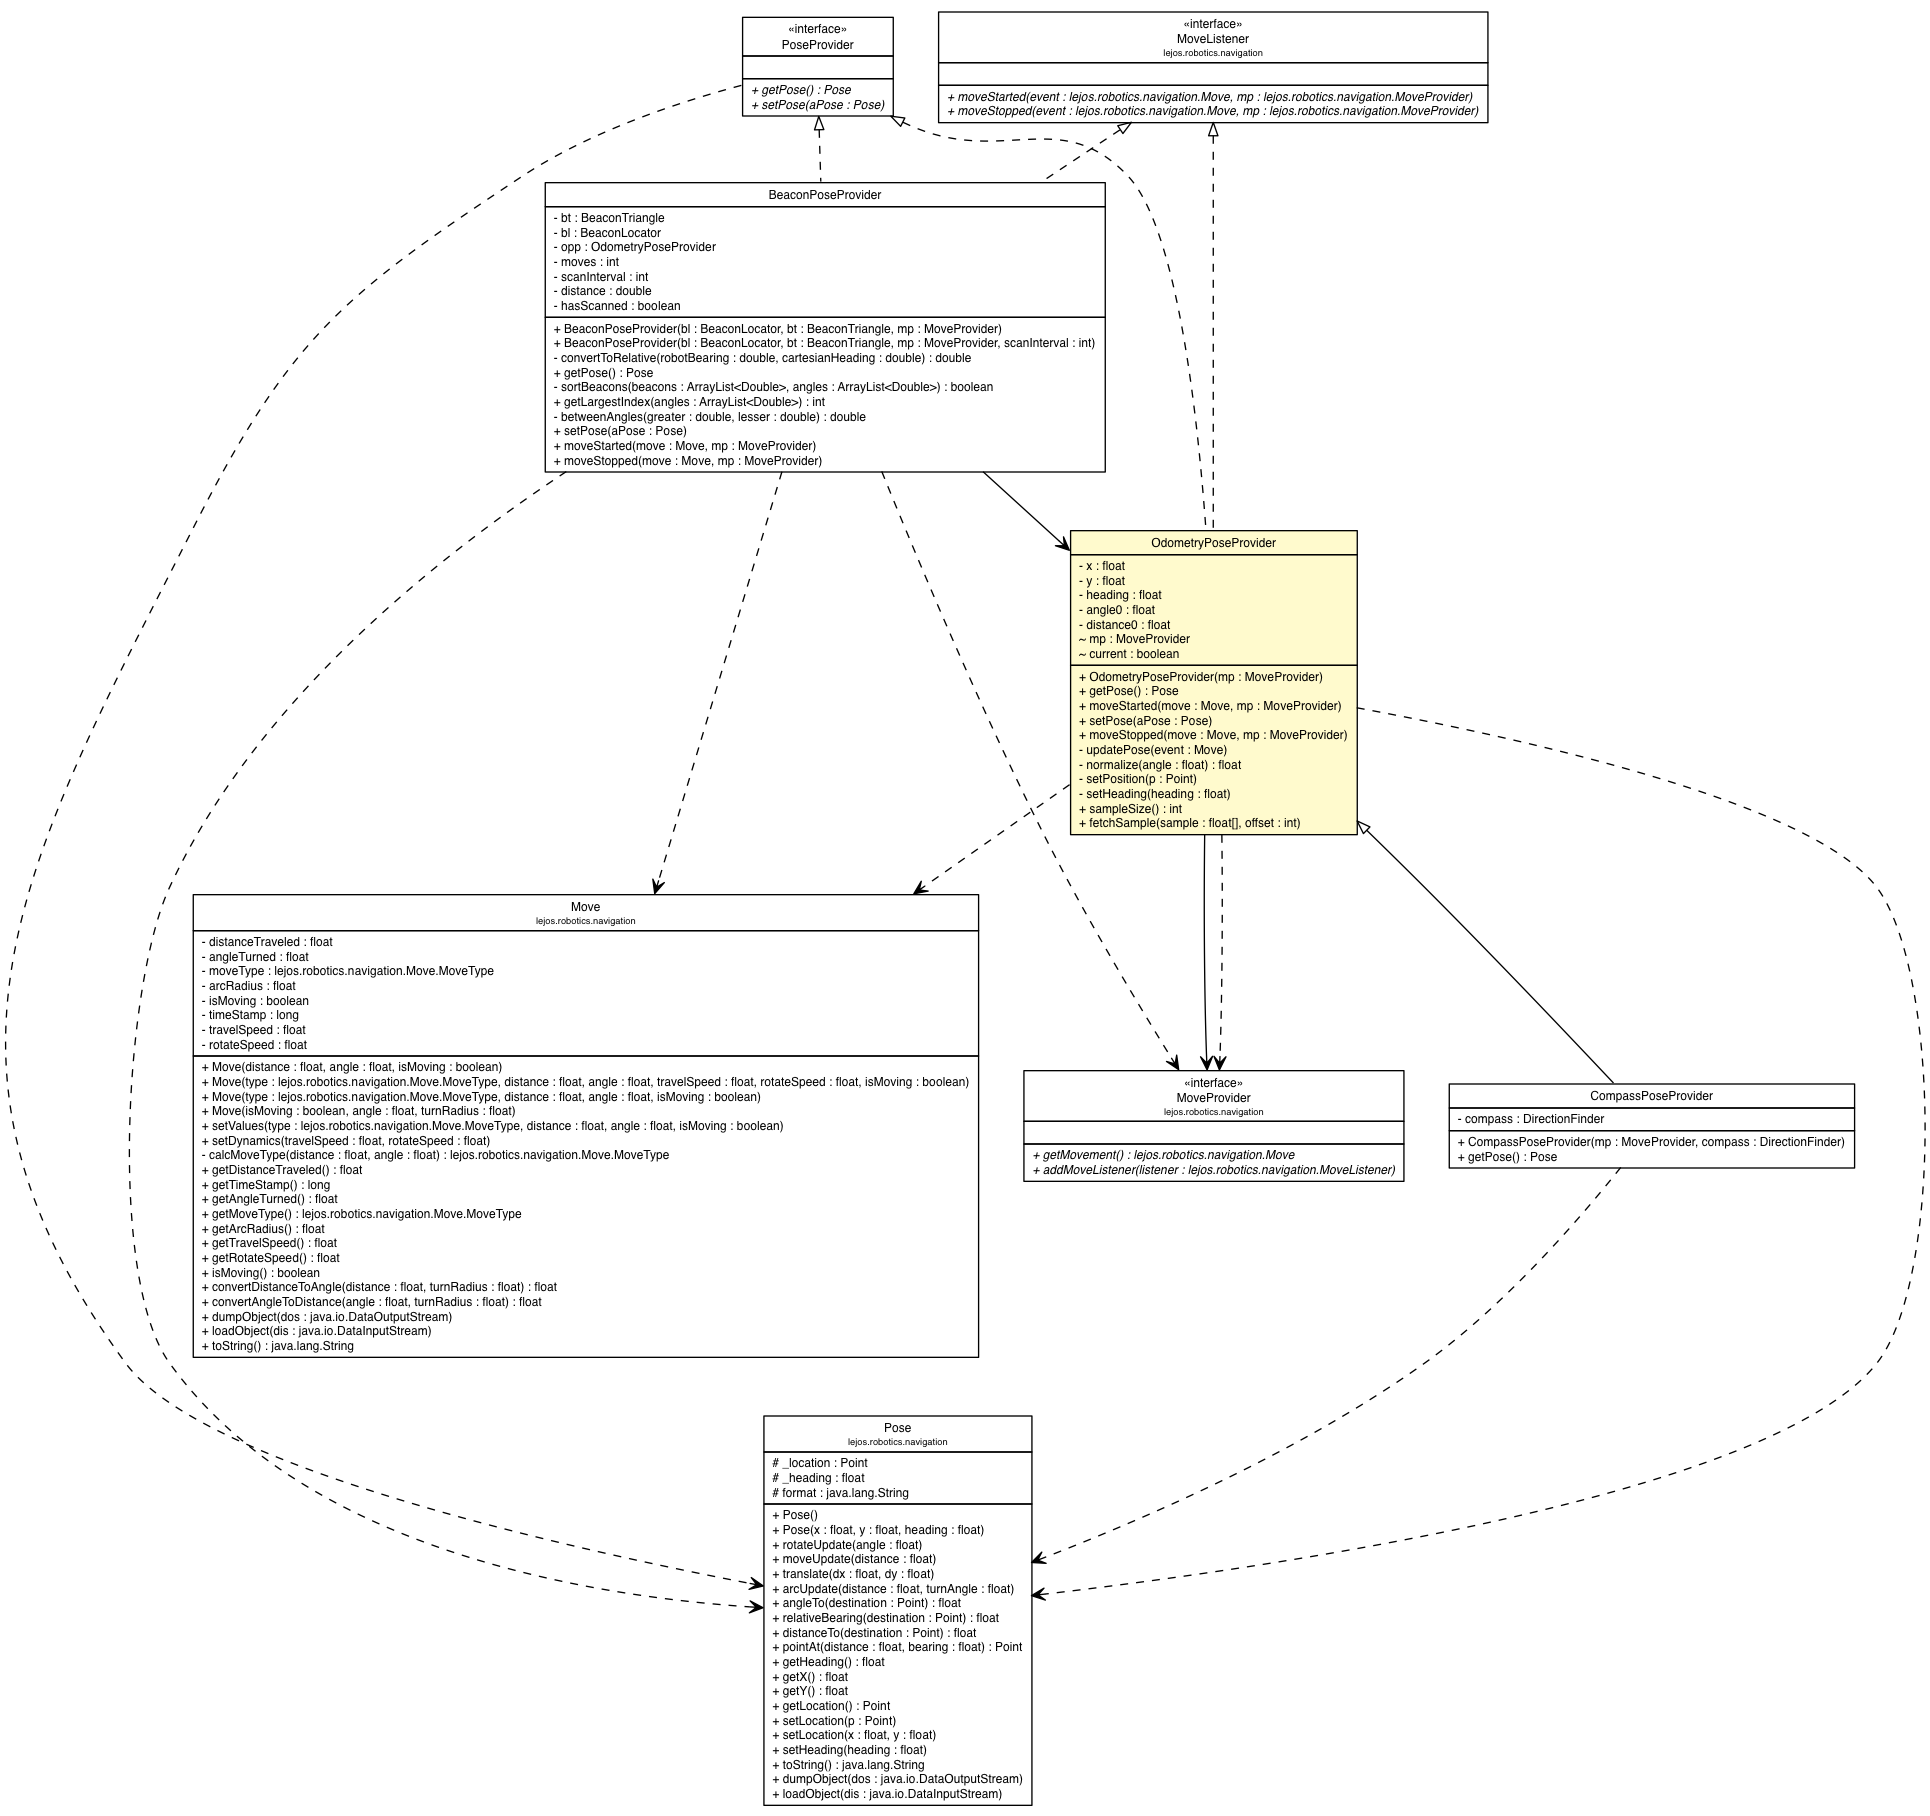 «interface»
PoseProvider
+ getPose() : Pose
+ setPose(aPose : Pose)
«interface»
MoveListener
lejos.robotics.navigation
+ moveStarted(event : lejos.robotics.navigation.Move, mp : lejos.robotics.navigation.MoveProvider)
+ moveStopped(event : lejos.robotics.navigation.Move, mp : lejos.robotics.navigation.MoveProvider)
BeaconPoseProvider
- bt : BeaconTriangle
- bl : BeaconLocator
- opp : OdometryPoseProvider
- moves : int
- scanInterval : int
- distance : double
- hasScanned : boolean
+ BeaconPoseProvider(bl : BeaconLocator, bt : BeaconTriangle, mp : MoveProvider)
+ BeaconPoseProvider(bl : BeaconLocator, bt : BeaconTriangle, mp : MoveProvider, scanInterval : int)
- convertToRelative(robotBearing : double, cartesianHeading : double) : double
+ getPose() : Pose
- sortBeacons(beacons : ArrayList<Double>, angles : ArrayList<Double>) : boolean
+ getLargestIndex(angles : ArrayList<Double>) : int
- betweenAngles(greater : double, lesser : double) : double
+ setPose(aPose : Pose)
+ moveStarted(move : Move, mp : MoveProvider)
+ moveStopped(move : Move, mp : MoveProvider)
OdometryPoseProvider
- x : float
- y : float
- heading : float
- angle0 : float
- distance0 : float
~ mp : MoveProvider
~ current : boolean
+ OdometryPoseProvider(mp : MoveProvider)
+ getPose() : Pose
+ moveStarted(move : Move, mp : MoveProvider)
+ setPose(aPose : Pose)
+ moveStopped(move : Move, mp : MoveProvider)
- updatePose(event : Move)
- normalize(angle : float) : float
- setPosition(p : Point)
- setHeading(heading : float)
+ sampleSize() : int
+ fetchSample(sample : float[], offset : int)
Move
lejos.robotics.navigation
- distanceTraveled : float
- angleTurned : float
- moveType : lejos.robotics.navigation.Move.MoveType
- arcRadius : float
- isMoving : boolean
- timeStamp : long
- travelSpeed : float
- rotateSpeed : float
+ Move(distance : float, angle : float, isMoving : boolean)
+ Move(type : lejos.robotics.navigation.Move.MoveType, distance : float, angle : float, travelSpeed : float, rotateSpeed : float, isMoving : boolean)
+ Move(type : lejos.robotics.navigation.Move.MoveType, distance : float, angle : float, isMoving : boolean)
+ Move(isMoving : boolean, angle : float, turnRadius : float)
+ setValues(type : lejos.robotics.navigation.Move.MoveType, distance : float, angle : float, isMoving : boolean)
+ setDynamics(travelSpeed : float, rotateSpeed : float)
- calcMoveType(distance : float, angle : float) : lejos.robotics.navigation.Move.MoveType
+ getDistanceTraveled() : float
+ getTimeStamp() : long
+ getAngleTurned() : float
+ getMoveType() : lejos.robotics.navigation.Move.MoveType
+ getArcRadius() : float
+ getTravelSpeed() : float
+ getRotateSpeed() : float
+ isMoving() : boolean
+ convertDistanceToAngle(distance : float, turnRadius : float) : float
+ convertAngleToDistance(angle : float, turnRadius : float) : float
+ dumpObject(dos : java.io.DataOutputStream)
+ loadObject(dis : java.io.DataInputStream)
+ toString() : java.lang.String
«interface»
MoveProvider
lejos.robotics.navigation
+ getMovement() : lejos.robotics.navigation.Move
+ addMoveListener(listener : lejos.robotics.navigation.MoveListener)
CompassPoseProvider
- compass : DirectionFinder
+ CompassPoseProvider(mp : MoveProvider, compass : DirectionFinder)
+ getPose() : Pose
Pose
lejos.robotics.navigation
# _location : Point
# _heading : float
# format : java.lang.String
+ Pose()
+ Pose(x : float, y : float, heading : float)
+ rotateUpdate(angle : float)
+ moveUpdate(distance : float)
+ translate(dx : float, dy : float)
+ arcUpdate(distance : float, turnAngle : float)
+ angleTo(destination : Point) : float
+ relativeBearing(destination : Point) : float
+ distanceTo(destination : Point) : float
+ pointAt(distance : float, bearing : float) : Point
+ getHeading() : float
+ getX() : float
+ getY() : float
+ getLocation() : Point
+ setLocation(p : Point)
+ setLocation(x : float, y : float)
+ setHeading(heading : float)
+ toString() : java.lang.String
+ dumpObject(dos : java.io.DataOutputStream)
+ loadObject(dis : java.io.DataInputStream)